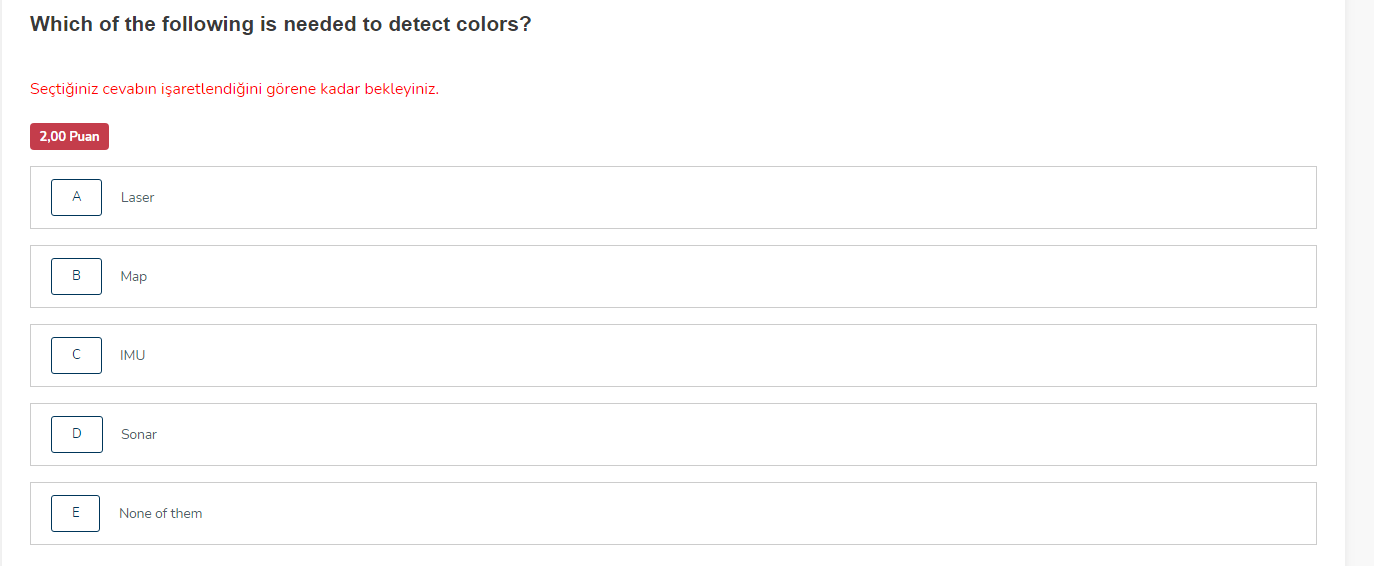 Which of the following is needed to detect colors?
Seçtiğiniz cevabın işaretlendiğini görene kadar bekleyiniz.
2,00 Puan
A Laser
B Map
C IMU
D Sonar
E None of them